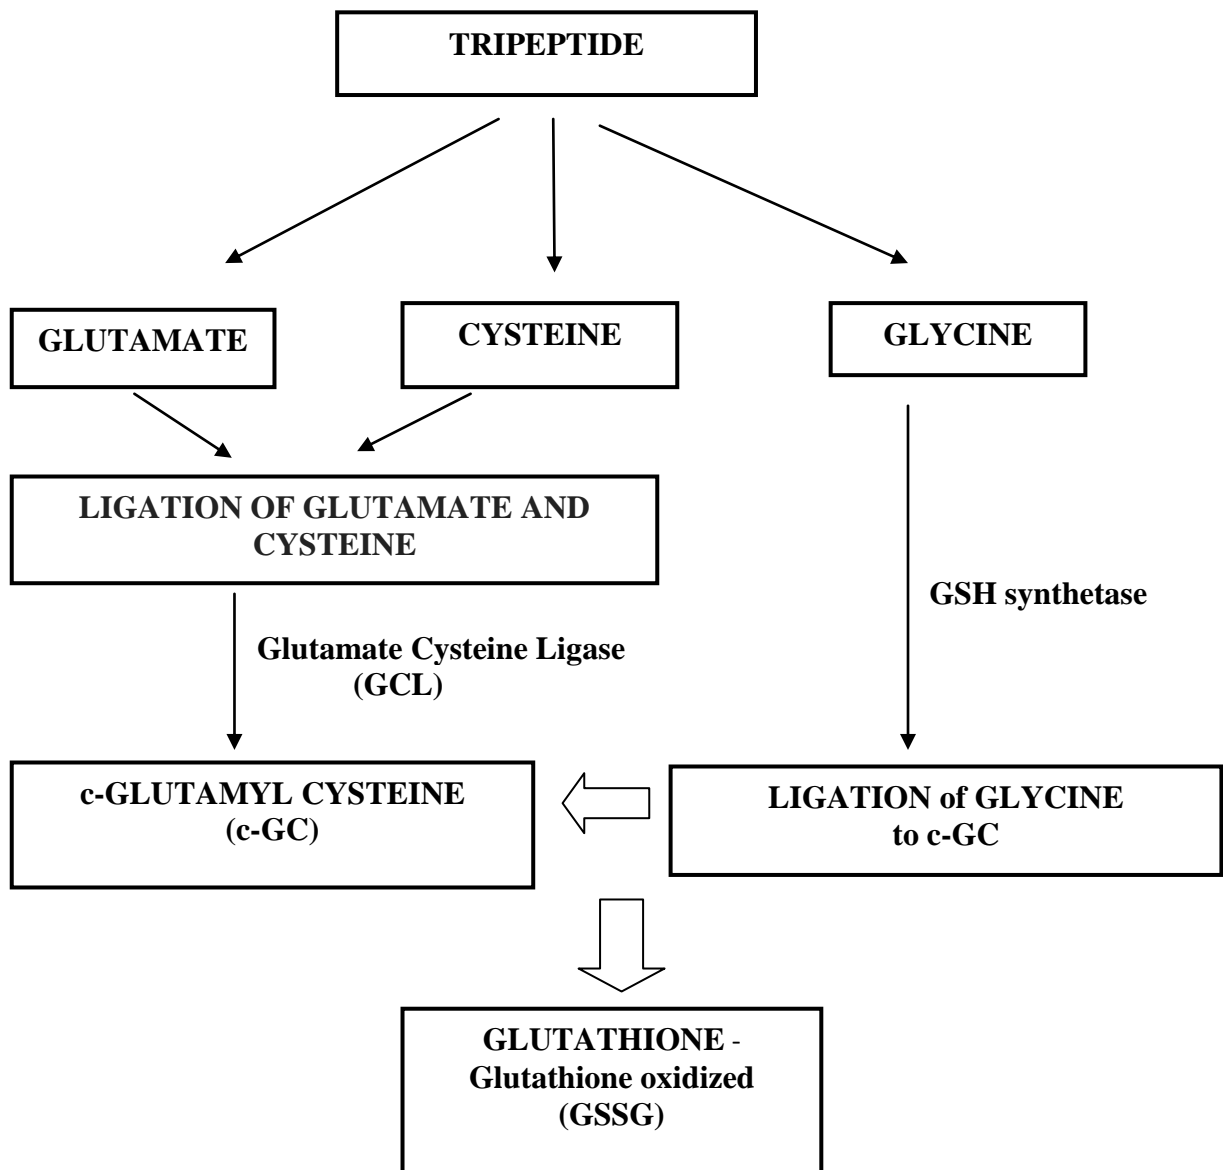 TRIPEPTIDE
GLUTAMATE
CYSTEINE
GLYCINE
LIGATION OF GLUTAMATE AND
CYSTEINE
GSH synthetase
Glutamate Cysteine Ligase
(GCL)
c-GLUTAMYL CYSTEINE
(c-GC)
LIGATION of GLYCINE
to c-GC
GLUTATHIONE -
Glutathione oxidized
(GSSG)